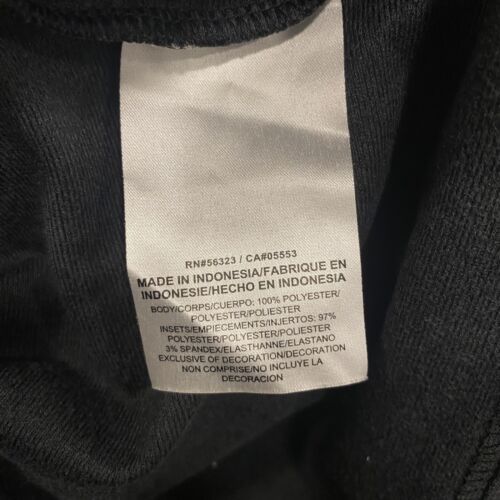 RN#56323 / CA#05553
MADE IN INDONESIA/FABRIQUE EN
INDONESIE/HECHO EN INDONESIA
BODY/CORPS/CUERPO: 100% POLYESTER/
POLYESTER/POLIESTER
INSETS/EMPIECEMENTS/INJERTOS: 97%
POLYESTER/POLYESTER/POLIESTER
3% SPANDEX/ELASTHANNE/ELASTANO
EXCLUSIVE OF DECORATION/DECORATION
NON COMPRISE/NO INCLUYE LA
DECORACION